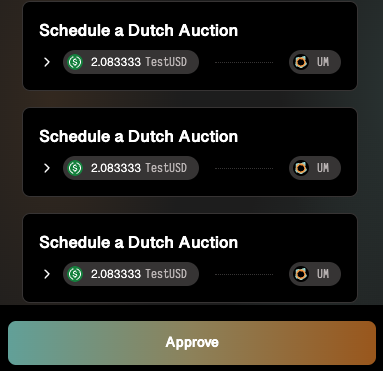 Schedule a Dutch Auction
2.083333 TestUSD UM
Schedule a Dutch Auction
2.083333 TestUSD UM
Schedule a Dutch Auction
2.083333 TestUSD UM
Approve